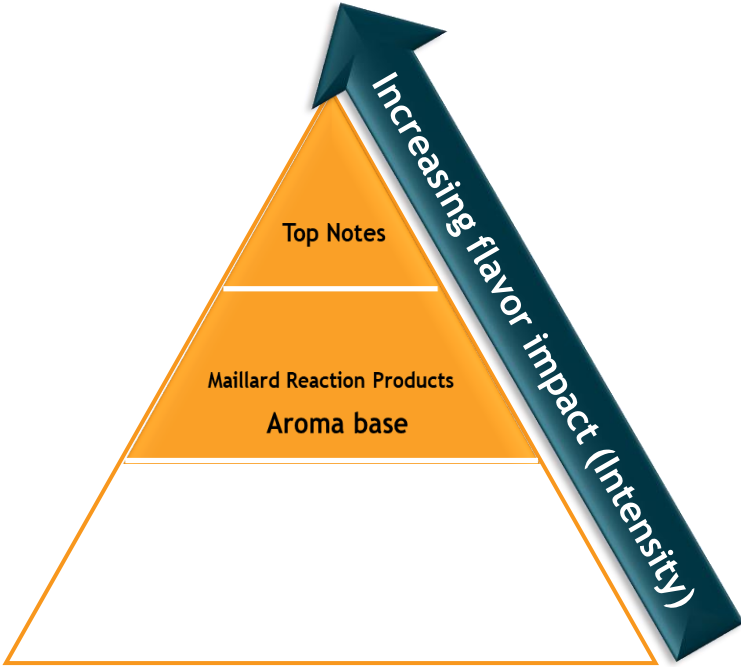 Increasing flavor impact (Intensity)
Top Notes
Maillard Reaction Products
Aroma base